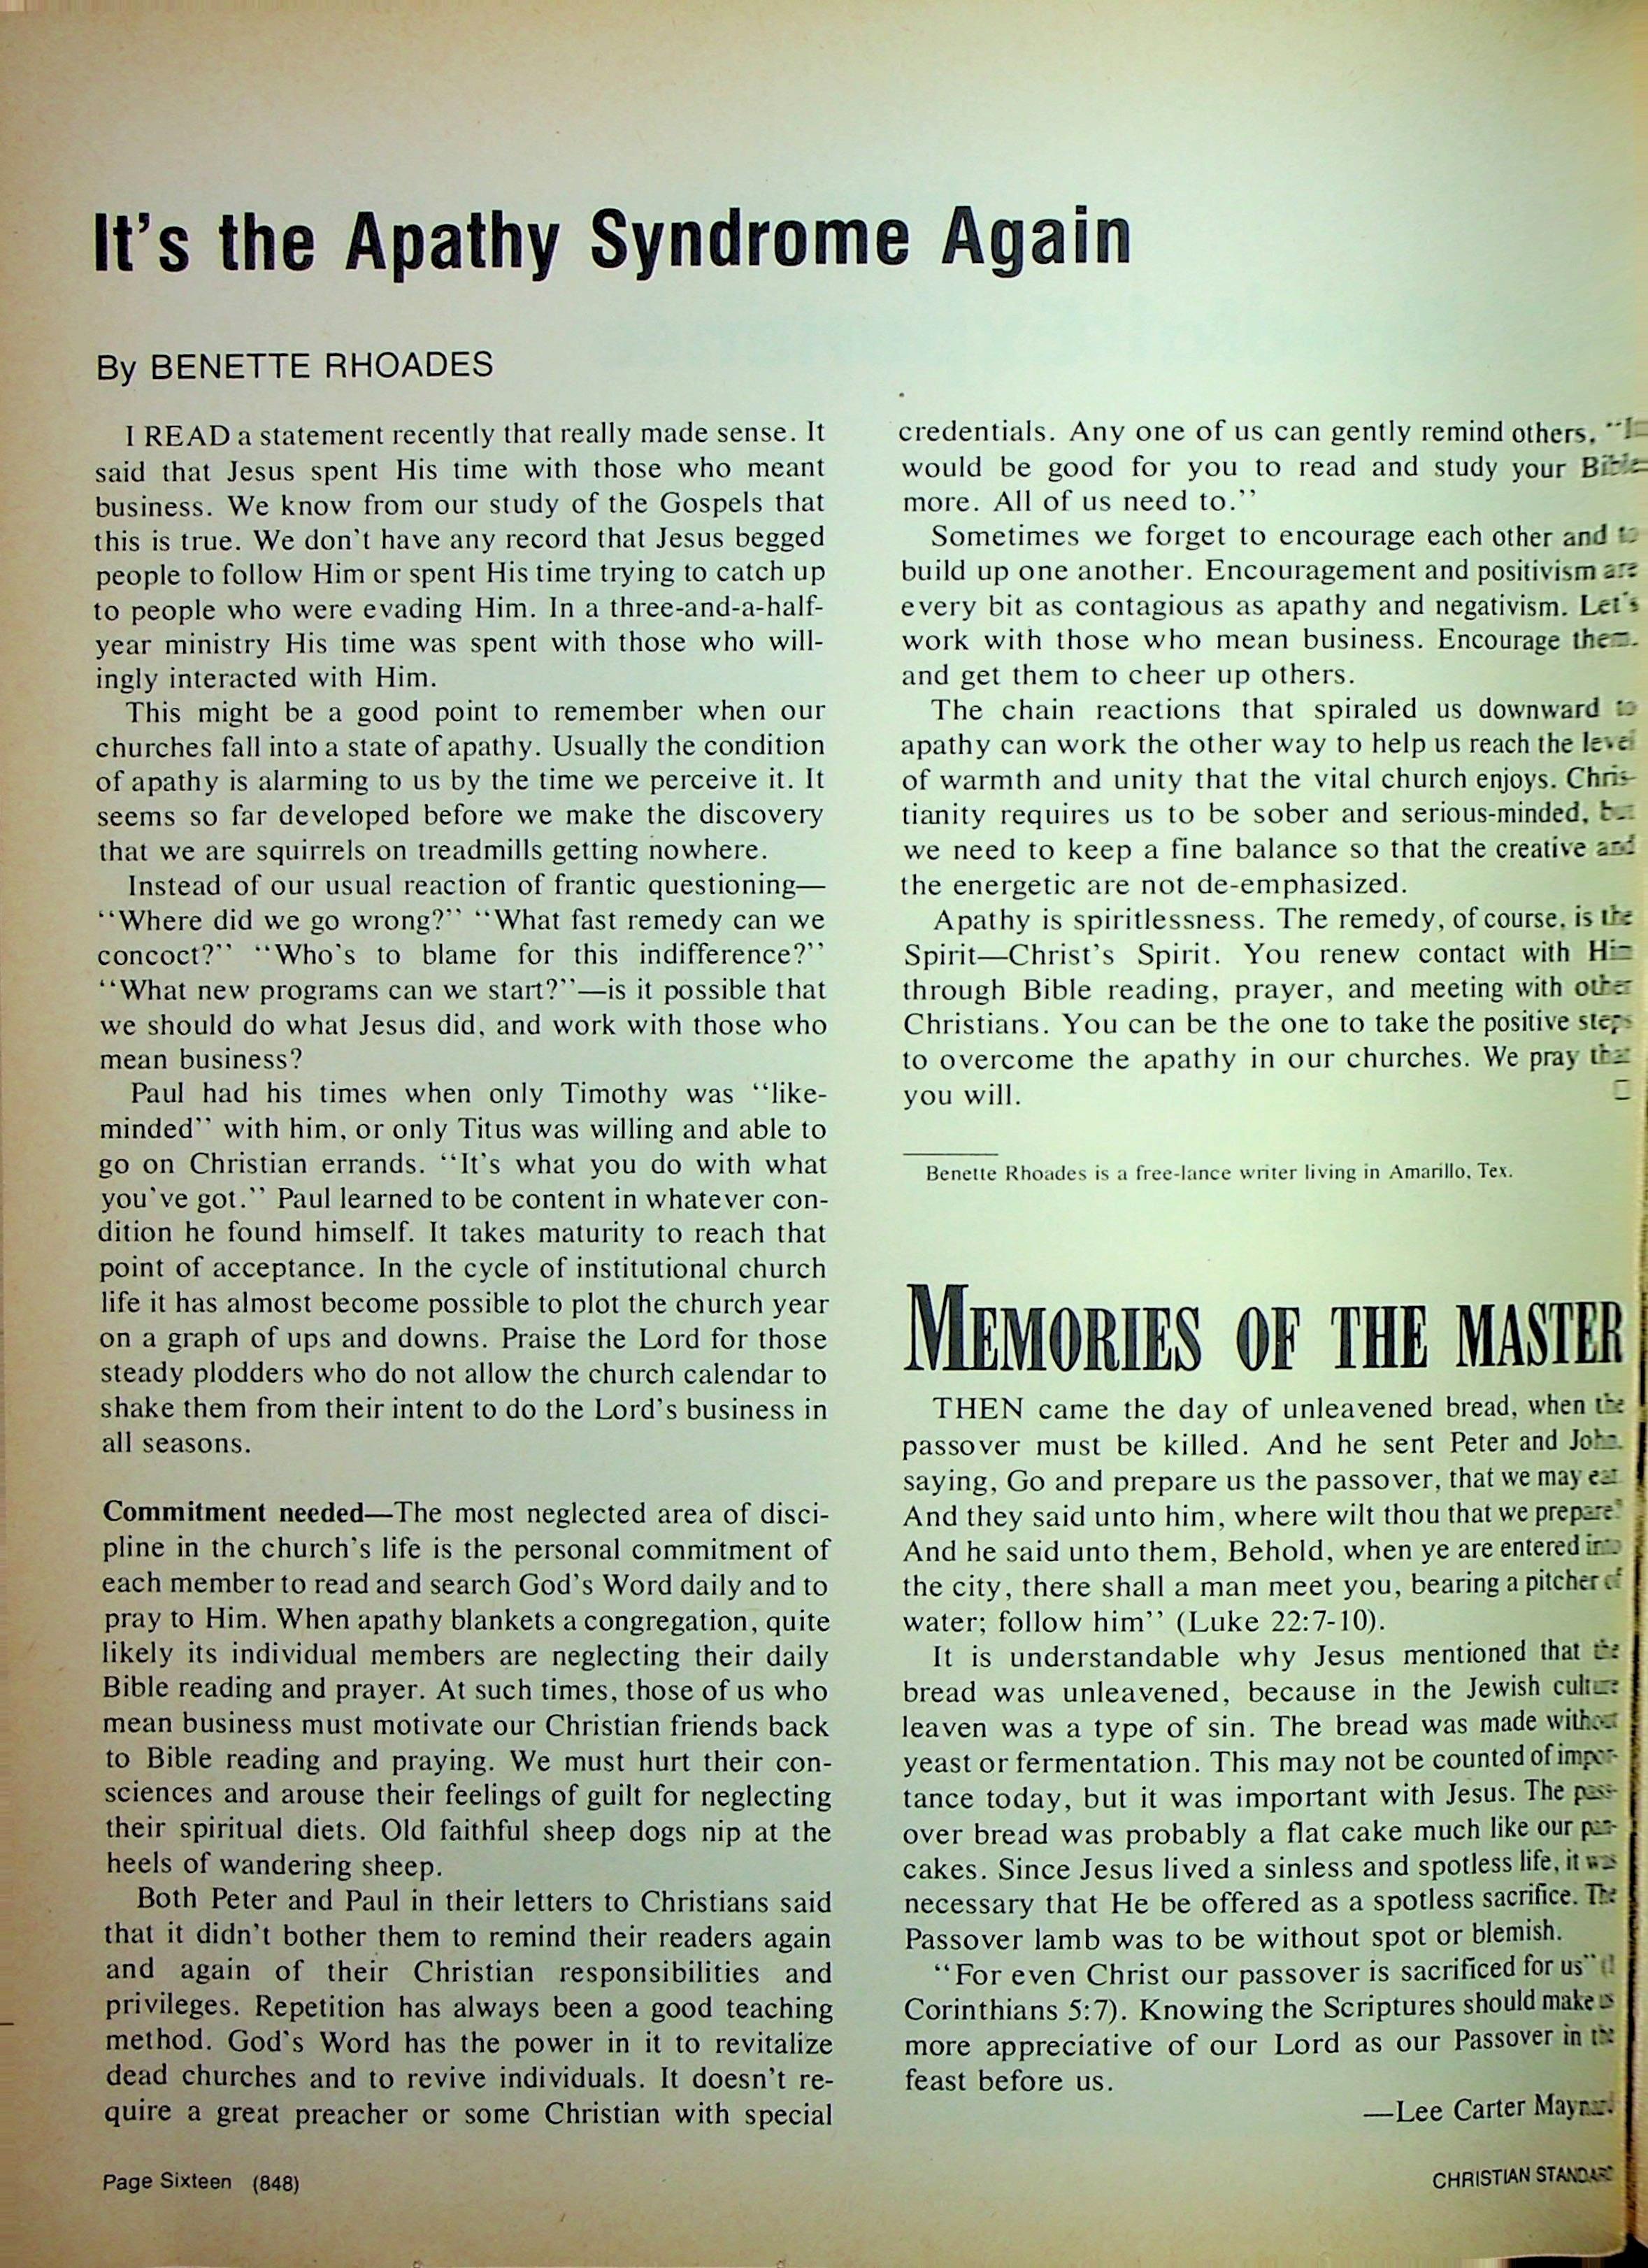 It's the Apathy Syndrome Again
By BENETTE RHOADES
I READ a statement recently that really made sense. It
said that Jesus spent His time with those who meant
business. We know from our study of the Gospels that
this is true. We don't have any record that Jesus begged
people to follow Him or spent His time trying to catch up
to people who were evading Him. In a three-and-a-half-
year ministry His time was spent with those who will-
ingly interacted with Him.
This might be a good point to remember when our
churches fall into a state of apathy. Usually the condition
of apathy is alarming to us by the time we perceive it. It
seems so far developed before we make the discovery
that we are squirrels on treadmills getting nowhere.
Instead of our usual reaction of frantic questioning—
"Where did we go wrong?" "What fast remedy can we
concoct?" "Who's to blame for this indifference?"
"What new programs can we start?"—is it possible that
we should do what Jesus did, and work with those who
mean business?
Paul had his times when only Timothy was "like-
minded" with him, or only Titus was willing and able to
go on Christian errands. "It's what you do with what
you've got." Paul learned to be content in whatever con-
dition he found himself. It takes maturity to reach that
point of acceptance. In the cycle of institutional church
life it has almost become possible to plot the church year
on a graph of ups and downs. Praise the Lord for those
steady plodders who do not allow the church calendar to
shake them from their intent to do the Lord's business in
all seasons.
Commitment needed—The most neglected area of disci-
pline in the church's life is the personal commitment of
each member to read and search God's Word daily and to
pray to Him. When apathy blankets a congregation, quite
likely its individual members are neglecting their daily
Bible reading and prayer. At such times, those of us who
mean business must motivate our Christian friends back
to Bible reading and praying. We must hurt their con-
sciences and arouse their feelings of guilt for neglecting
their spiritual diets. Old faithful sheep dogs nip at the
heels of wandering sheep.
Both Peter and Paul in their letters to Christians said
that it didn't bother them to remind their readers again
and again of their Christian responsibilities and
privileges. Repetition has always been a good teaching
method. God's Word has the power in it to revitalize
dead churches and to revive individuals. It doesn't re-
quire a great preacher or some Christian with special
credentials. Any one of us can gently remind others,
would be good for you to read and study your Bible
more. All of us need to."
Sometimes we forget to encourage each other and to
build up one another. Encouragement and positivism are
every bit as contagious as apathy and negativism. Let's
work with those who mean business. Encourage them
and get them to cheer up others.
The chain reactions that spiraled us downward to
apathy can work the other way to help us reach the level
of warmth and unity that the vital church enjoys. Chris-
tianity requires us to be sober and serious-minded, but
we need to keep a fine balance so that the creative and
the energetic are not de-emphasized.
Apathy is spiritlessness. The remedy, of course, is the
Spirit—Christ's Spirit. You renew contact with Him
through Bible reading, prayer, and meeting with other
Christians. You can be the one to take the positive steps
to overcome the apathy in our churches. We pray that
you will. □
Benette Rhoades is a free-lance writer living in Amarillo, Tex.
MEMORIES OF THE MASTER
THEN came the day of unleavened bread, when the
passover must be killed. And he sent Peter and John,
saying, Go and prepare us the passover, that we may eat.
And they said unto him, where wilt thou that we prepare?
And he said unto them, Behold, when ye are entered into
the city, there shall a man meet you, bearing a pitcher of
water; follow him" (Luke 22:7-10).
It is understandable why Jesus mentioned that the
bread was unleavened, because in the Jewish culture
leaven was a type of sin. The bread was made without
yeast or fermentation. This may not be counted of impor-
tance today, but it was important with Jesus. The pass-
over bread was probably a flat cake much like our pan-
cakes. Since Jesus lived a sinless and spotless life, it was
necessary that He be offered as a spotless sacrifice. The
Passover lamb was to be without spot or blemish.
"For even Christ our passover is sacrificed for us" (1
Corinthians 5:7). Knowing the Scriptures should make us
more appreciative of our Lord as our Passover in the
feast before us.
—Lee Carter Maynard
Page Sixteen (848)
CHRISTIAN STANDARD